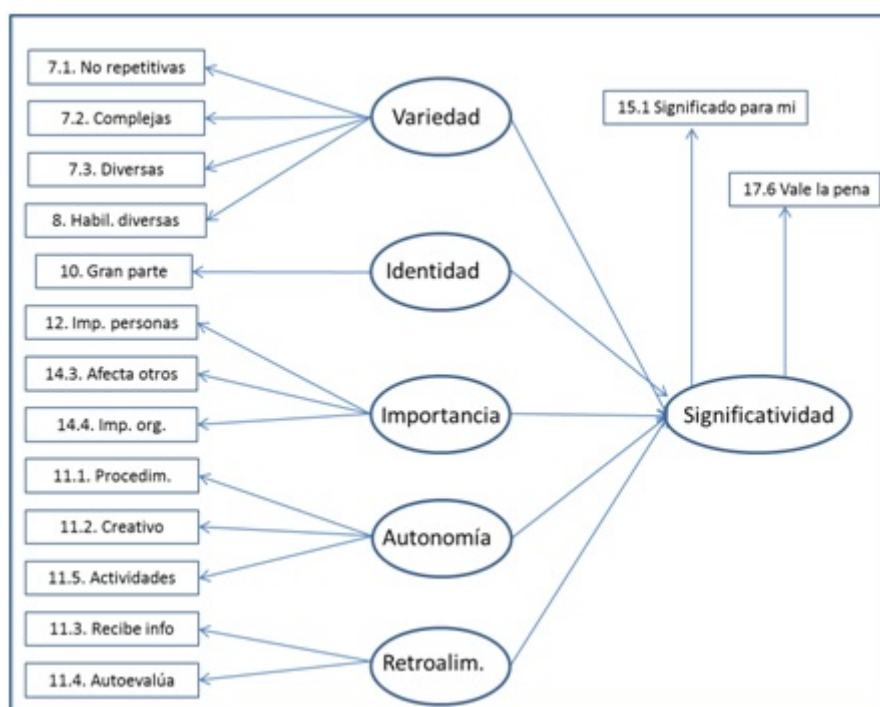 7.1. No repetitivas
7.2. Complejas
7.3. Diversas
8. Habil. diversas
10. Gran parte
12. Imp. personas
14.3. Afecta otros
14.4. Imp. org.
11.1. Procedim.
11.2. Creativo
11.5. Actividades
11.3. Recibe info
11.4. Autoevalúa
Variedad
Identidad
Importancia
Autonomía
Retroalim.
15.1 Significado para mi
17.6 Vale la pena
Significatividad